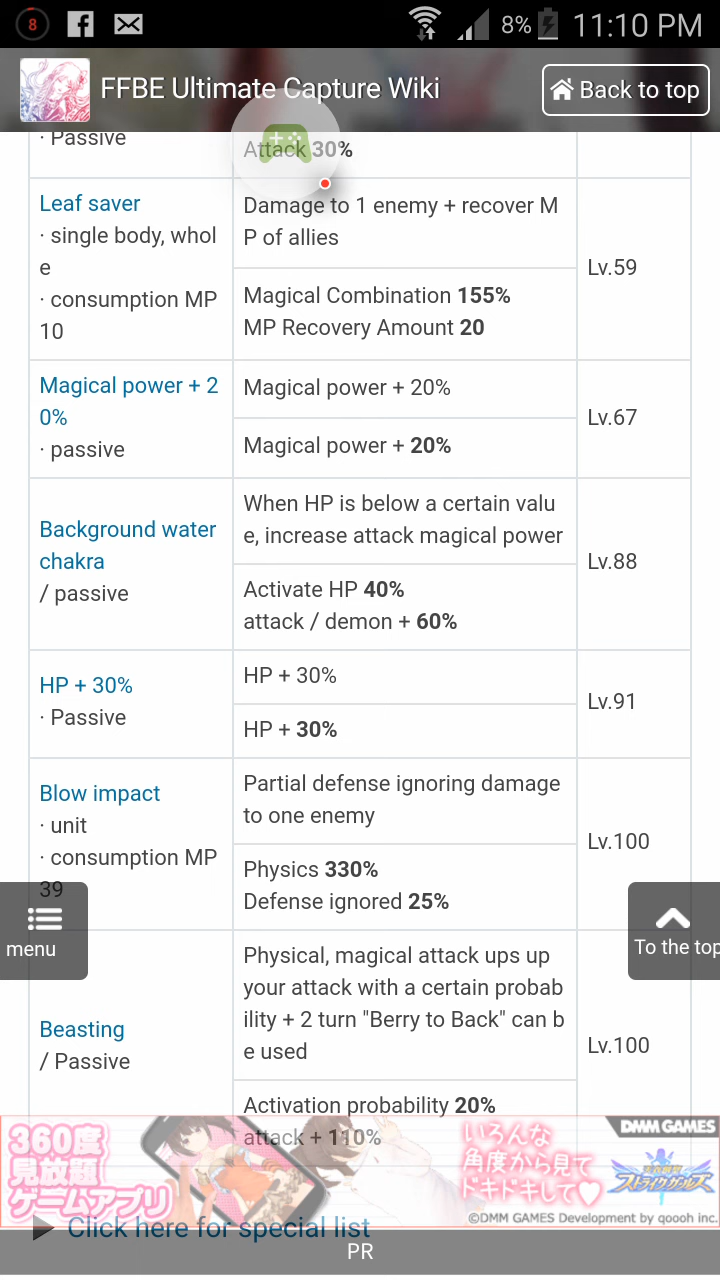 8
8%
11:10 PM
FFBE Ultimate Capture Wiki
Back to top
· Passive
Attack 30%
Leaf saver
· single body, whol
e
· consumption MP
10
Damage to 1 enemy + recover M
P of allies
Magical Combination 155%
MP Recovery Amount 20
Lv.59
Magical power + 2
0%
· passive
Magical power + 20%
Magical power + 20%
Lv.67
Background water
chakra
/ passive
When HP is below a certain valu
e, increase attack magical power
Activate HP 40%
attack / demon + 60%
Lv.88
HP + 30%
· Passive
HP + 30%
HP + 30%
Lv.91
Blow impact
· unit
· consumption MP
39
Partial defense ignoring damage
to one enemy
Physics 330%
Defense ignored 25%
Lv.100
menu
To the top
Beasting
/ Passive
Physical, magical attack ups up
your attack with a certain probab
ility + 2 turn "Berry to Back" can b
e used
Activation probability 20%
attack + 110%
Lv.100
360度
見放題
ゲームアプリ
いろんな
角度から見て
ドキドキして♡
DMM GAMES
ストライクガールズ
©DMM GAMES Development by qoooh inc.
Click here for special list
PR